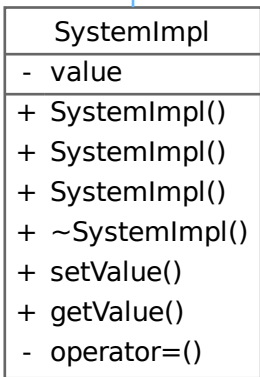 SystemImpl
- value
+ SystemImpl()
+ SystemImpl()
+ SystemImpl()
+ ~SystemImpl()
+ setValue()
+ getValue()
- operator=()